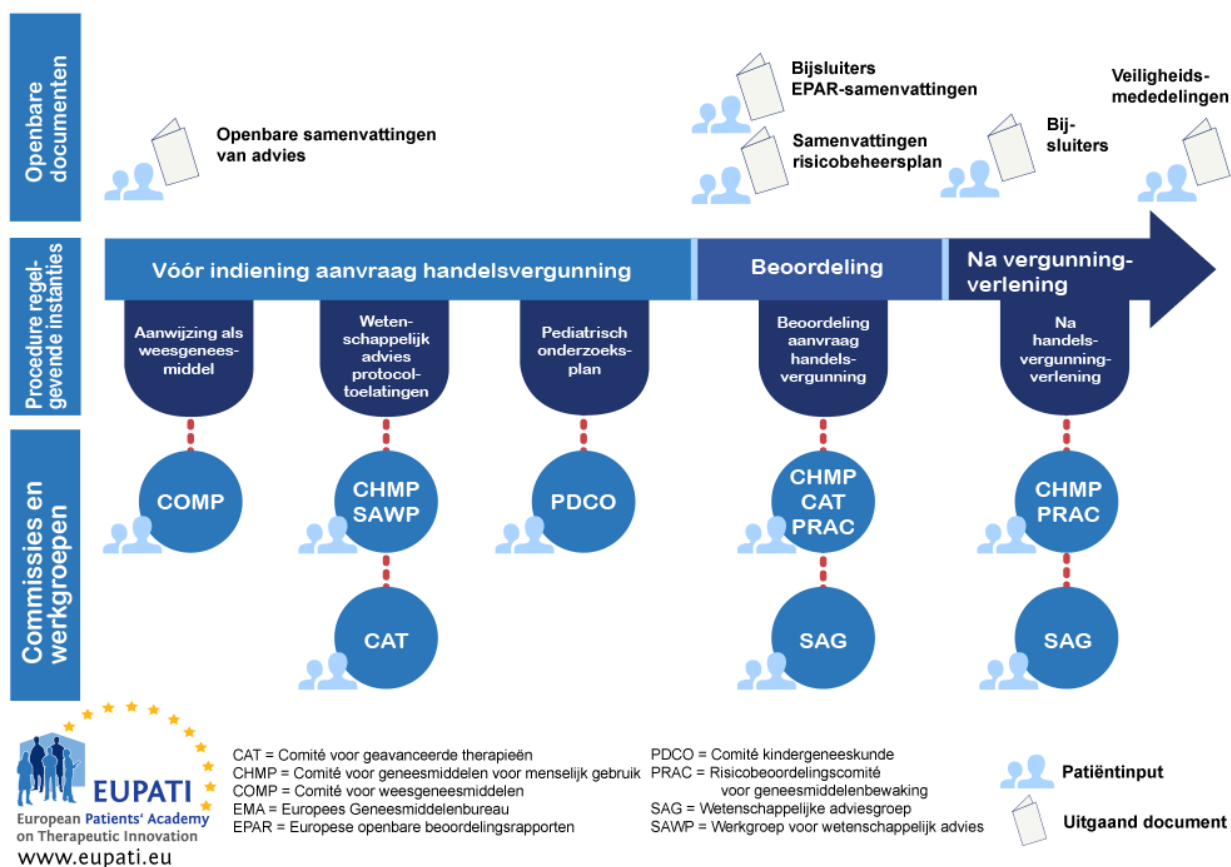 Openbare
documenten
Openbare samenvattingen
van advies
Bijsluiters
EPAR-samenvattingen
Samenvattingen
risicobeheersplan
Bij-
sluiters
Veiligheids-
mededelingen
Procedure regel-
gevende instanties
Vóór indiening aanvraag handelsvergunning
Beoordeling
Na vergunning-
verlening
Aanwijzing als
weesgenees-
middel
Weten-
schappelijk
advies
protocol-
toelatingen
Pediatrisch
onderzoeks-
plan
Beoordeling
aanvraag
handels-
vergunning
Na
handels-
vergunning-
verlening
Commissies en
werkgroepen
COMP
CHMP
SAWP
CAT
PDCO
CHMP
CAT
PRAC
SAG
CHMP
PRAC
SAG
EUPATI
European Patients' Academy
on Therapeutic Innovation
www.eupati.eu
CAT = Comité voor geavanceerde therapieën
CHMP = Comité voor geneesmiddelen voor menselijk gebruik
COMP = Comité voor weesgeneesmiddelen
EMA = Europees Geneesmiddelenbureau
EPAR = Europese openbare beoordelingsrapporten
PDCO = Comité kindergeneeskunde
PRAC = Risicobeoordelingscomité
voor geneesmiddelenbewaking
SAG = Wetenschappelijke adviesgroep
SAWP = Werkgroep voor wetenschappelijk advies
Patiëntinput
Uitgaand document